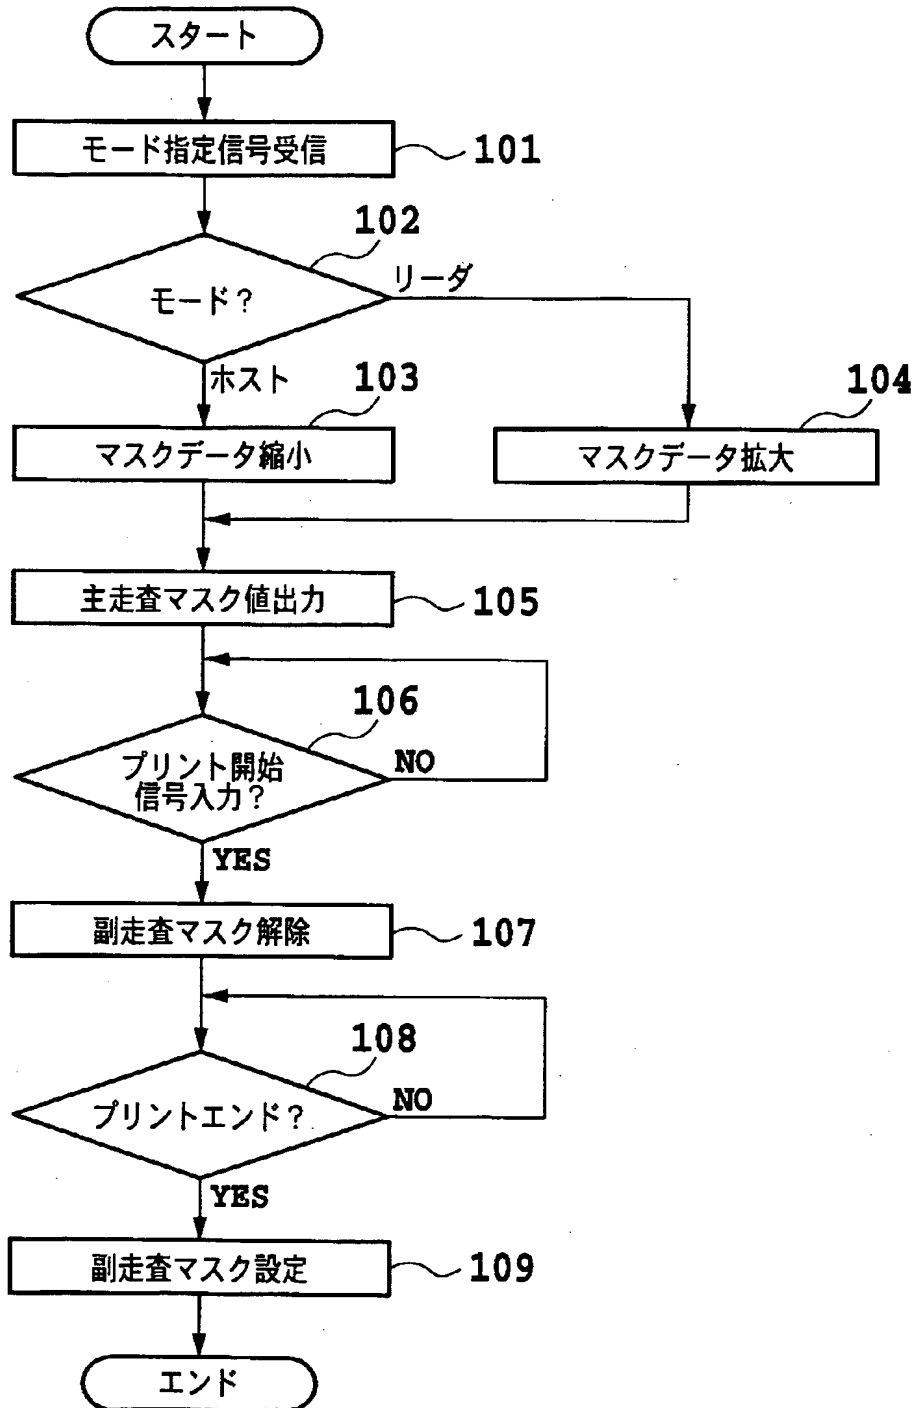 スタート
モード指定信号受信
101
102
モード?
リーダ
ホスト
103
104
マスクデータ縮小
マスクデータ拡大
主走査マスク値出力
105
106
プリント開始
信号入力?
NO
YES
副走査マスク解除
107
108
プリントエンド?
NO
YES
副走査マスク設定
109
エンド